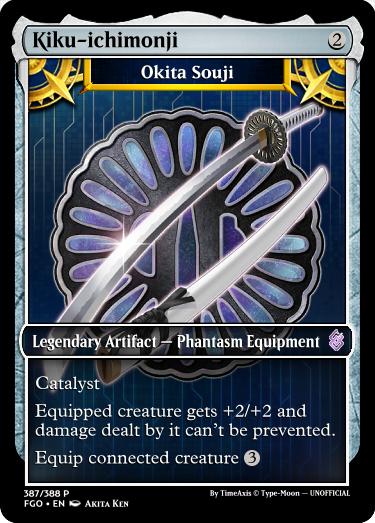 Kiku-ichimonji 2
Okita Souji
Legendary Artifact — Phantasm Equipment
Catalyst
Equipped creature gets +2/+2 and
damage dealt by it can't be prevented.
Equip connected creature 3
387/388 P
FGO • EN Akita Ken
By TimeAxis © Type-Moon — UNOFFICIAL